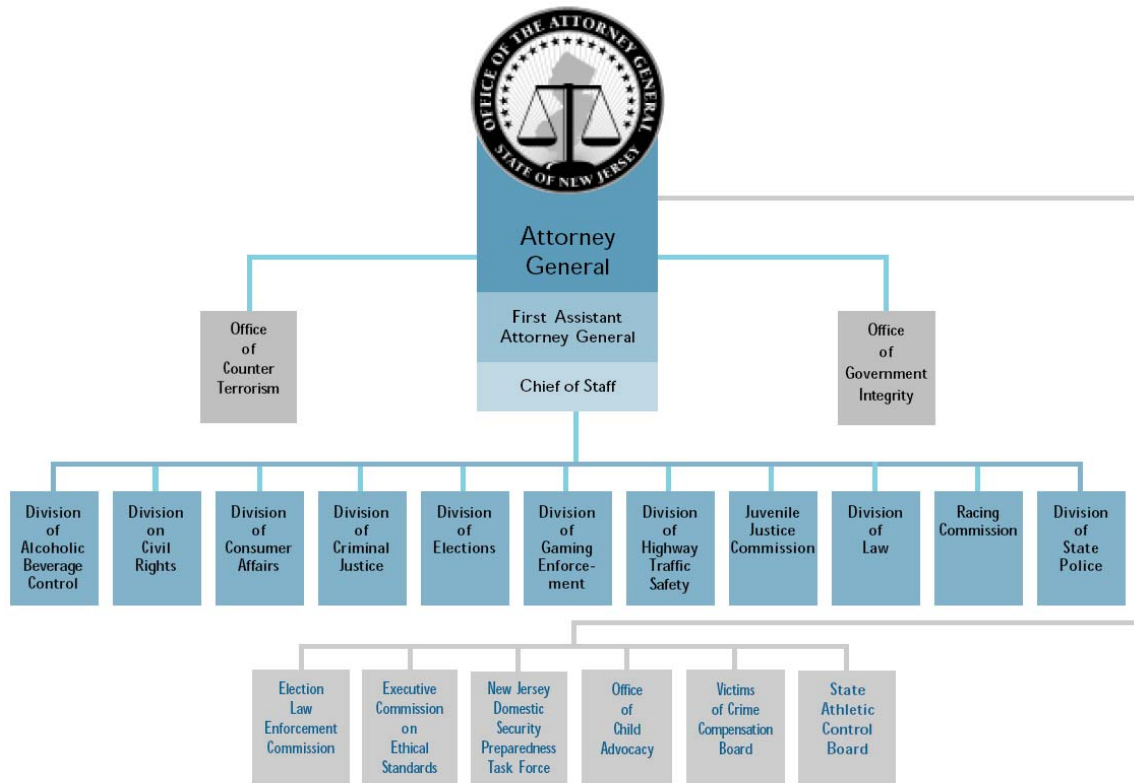 OFFICE OF THE ATTORNEY GENERAL
STATE OF NEW JERSEY
Attorney
General
First Assistant
Attorney General
Chief of Staff
Office
of
Counter
Terrorism
Office
of
Government
Integrity
Division
of
Alcoholic
Beverage
Control
Division
on
Civil
Rights
Division
of
Consumer
Affairs
Division
of
Criminal
Justice
Division
of
Elections
Division
of
Gaming
Enforce-
ment
Division
of
Highway
Traffic
Safety
Juvenile
Justice
Commission
Division
of
Law
Racing
Commission
Division
of
State
Police
Election
Law
Enforcement
Commission
Executive
Commission
on
Ethical
Standards
New Jersey
Domestic
Security
Preparedness
Task Force
Office
of
Child
Advocacy
Victims
of Crime
Compensation
Board
State
Athletic
Control
Board